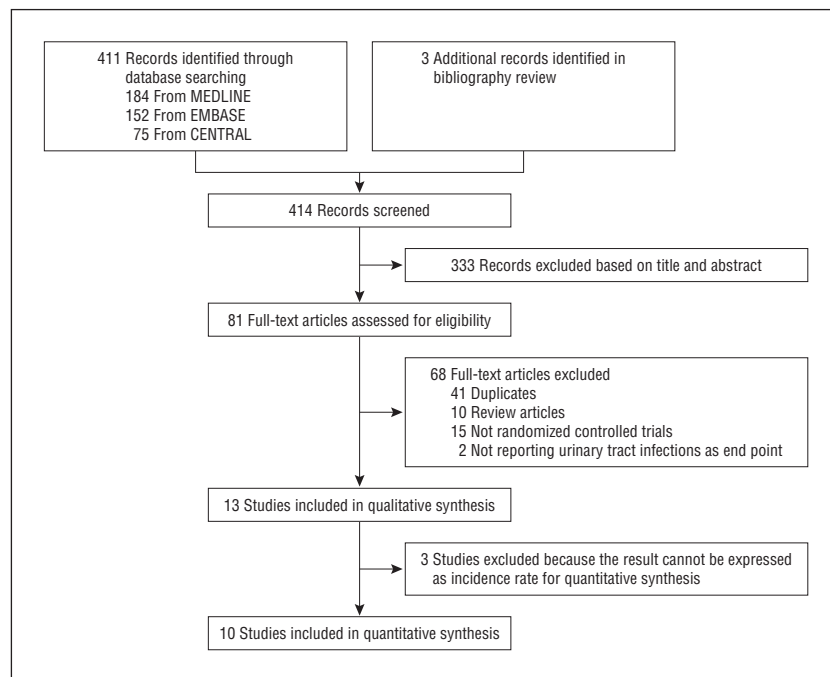 411 Records identified through
database searching
184 From MEDLINE
152 From EMBASE
75 From CENTRAL
3 Additional records identified in
bibliography review
414 Records screened
333 Records excluded based on title and abstract
81 Full-text articles assessed for eligibility
68 Full-text articles excluded
41 Duplicates
10 Review articles
15 Not randomized controlled trials
2 Not reporting urinary tract infections as end point
13 Studies included in qualitative synthesis
3 Studies excluded because the result cannot be expressed
as incidence rate for quantitative synthesis
10 Studies included in quantitative synthesis